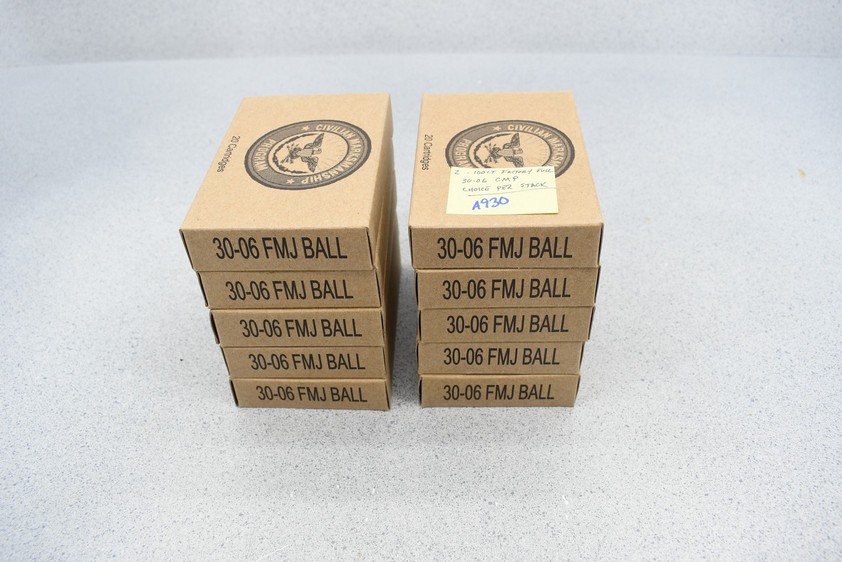 20 Cartridges
CIVILIAN MARKSMANSHIP PROGRAM
30-06 FMJ BALL
30-06 FMJ BALL
30-06 FMJ BALL
30-06 FMJ BALL
30-06 FMJ BALL
20 Cartridges
CIVILIAN MARKSMANSHIP PROGRAM
2 - 100CT FACTORY FULL
30-06 CMP
CHOICE PER STACK
A930
30-06 FMJ BALL
30-06 FMJ BALL
30-06 FMJ BALL
30-06 FMJ BALL
30-06 FMJ BALL